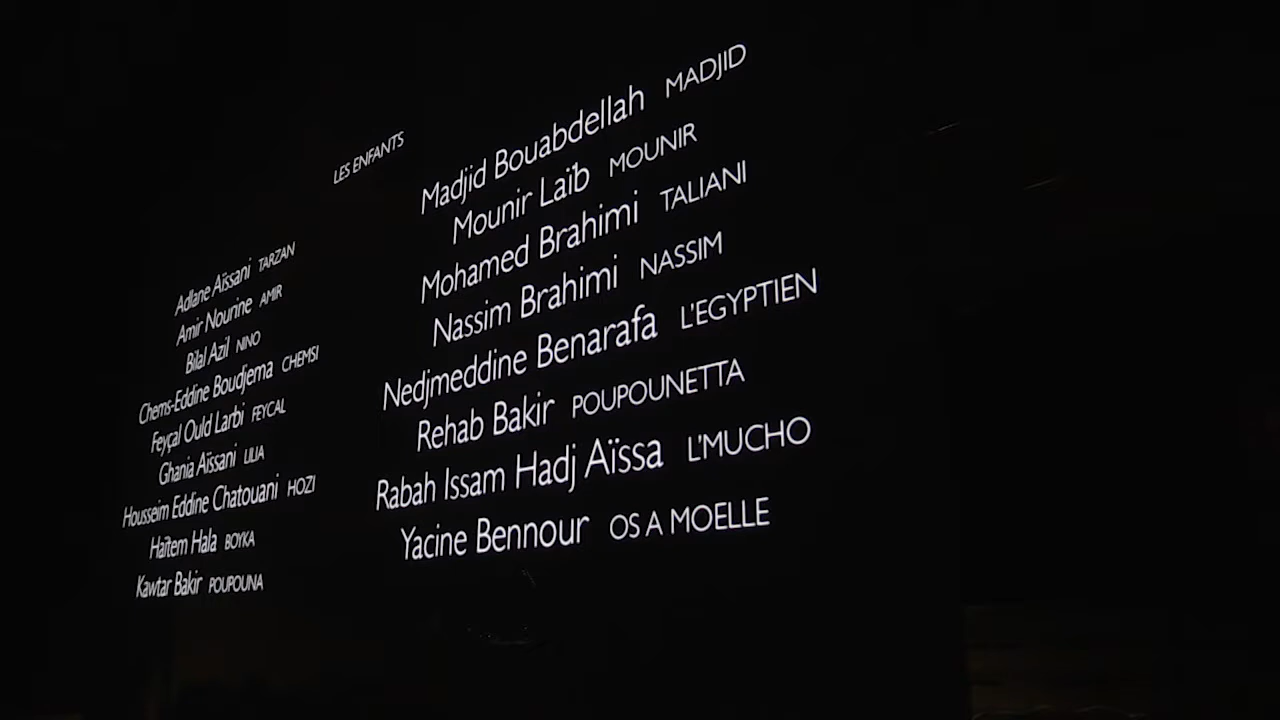 LES ENFANTS
Adlane Aïssani TARZAN
Amir Nourine AMIR
Bilal Azil NINO
Chems-Eddine Boudjema CHEMSI
Feyçal Ould Larbi FEYCAL
Ghania Aïssani LILIA
Housseim Eddine Chatouani HOZI
Haïtem Hala BOYKA
Kawtar Bakir POUPOUNA
Madjid Bouabdellah MADJID
Mounir Laïb MOUNIR
Mohamed Brahimi TALIANI
Nassim Brahimi NASSIM
Nedjmeddine Benarafa L'EGYPTIEN
Rehab Bakir POUPOUNETTA
Rabah Issam Hadj Aïssa L'MUCHO
Yacine Bennour OS A MOELLE